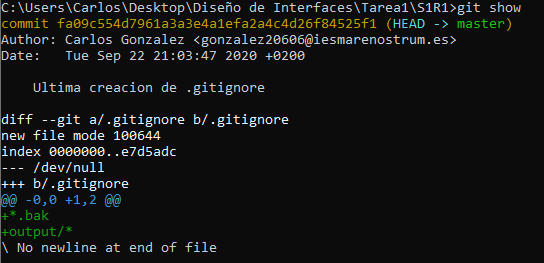 C:\Users\Carlos\Desktop\Diseño de Interfaces\Tarea1\S1R1>git show
commit fa09c554d7961a3a3e4a1efa2a4c4d26f84525f1 (HEAD -> master)
Author: Carlos Gonzalez <gonzalez20606@iesmarenostrum.es>
Date:   Tue Sep 22 21:03:47 2020 +0200
    Ultima creacion de .gitignore
diff --git a/.gitignore b/.gitignore
new file mode 100644
index 0000000..e7d5adc
--- /dev/null
+++ b/.gitignore
@@ -0,0 +1,2 @@
+*.bak
+output/*
\ No newline at end of file